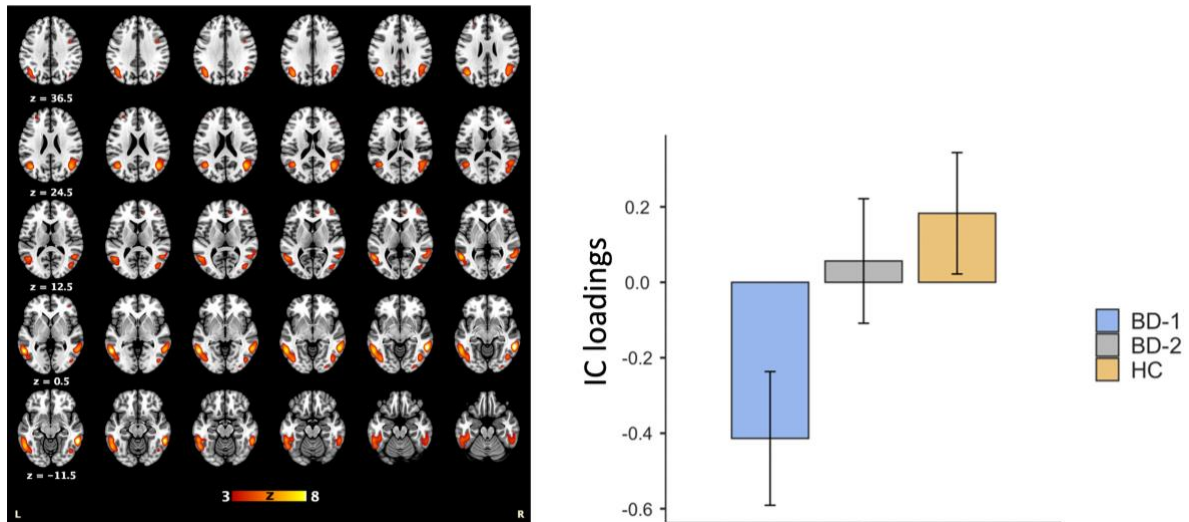 z = 36.5
z = 24.5
z = 12.5
z = 0.5
z = −11.5
3 Z 8
L R
IC loadings
0.2
0.0
-0.2
-0.4
-0.6
BD-1
BD-2
HC